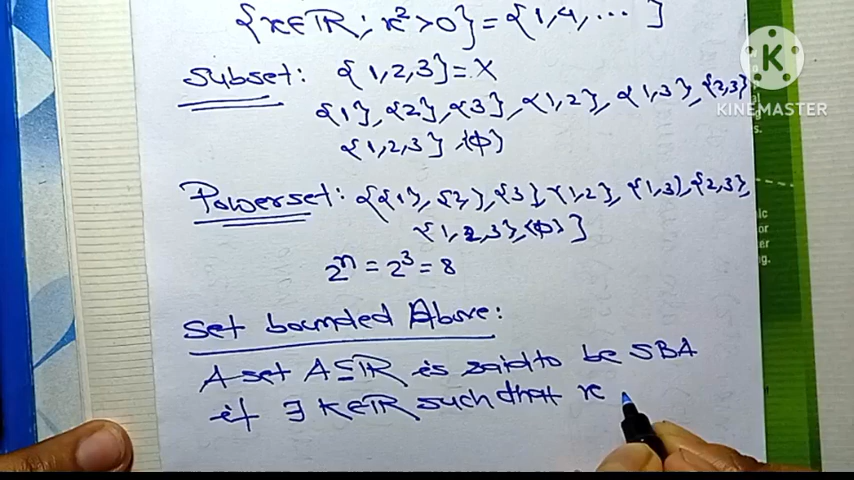 {x∈ℝ; x²>0} = {1,4,...}
Subset: {1,2,3} = X
{1}, {2}, {3}, {1,2}, {1,3}, {2,3},
{1,2,3}, {φ}
Powerset: {{1}, {2}, {3}, {1,2}, {1,3}, {2,3},
{1,2,3}, {φ}}
2ⁿ = 2³ = 8
Set bounded Above:
A set A⊆ℝ is said to be SBA
if ∃ K∈ℝ such that x
K
KINEMASTER